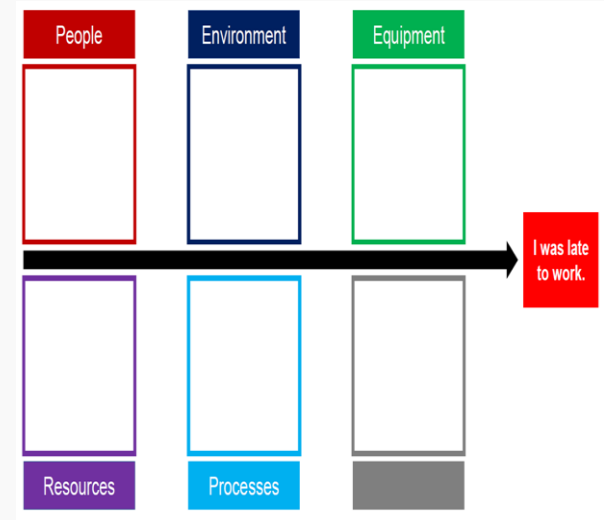 People
Environment
Equipment
I was late
to work.
Resources
Processes